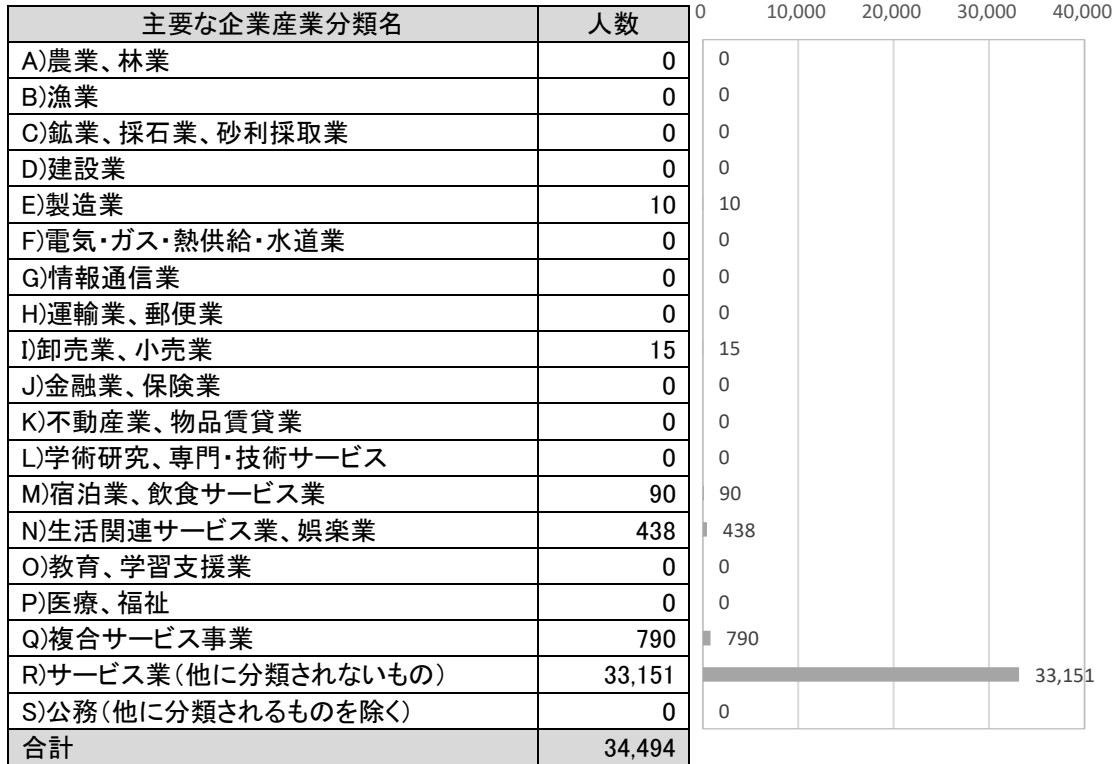 主要な企業産業分類名 人数
A)農業、林業 0
B)漁業 0
C)鉱業、採石業、砂利採取業 0
D)建設業 0
E)製造業 10
F)電気・ガス・熱供給・水道業 0
G)情報通信業 0
H)運輸業、郵便業 0
I)卸売業、小売業 15
J)金融業、保険業 0
K)不動産業、物品賃貸業 0
L)学術研究、専門・技術サービス 0
M)宿泊業、飲食サービス業 90
N)生活関連サービス業、娯楽業 438
O)教育、学習支援業 0
P)医療、福祉 0
Q)複合サービス事業 790
R)サービス業(他に分類されないもの) 33,151
S)公務(他に分類されるものを除く) 0
合計 34,494
0 10,000 20,000 30,000 40,000
0
0
0
0
10
0
0
0
15
0
0
0
90
438
0
0
790
33,151
0